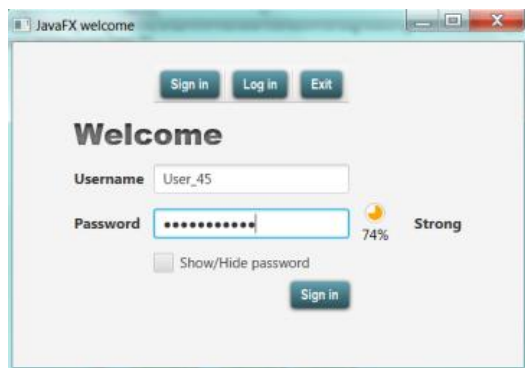 JavaFX welcome
Sign in Log in Exit
Welcome
Username User_45
Password ••••••••••• Strong
74%
Show/Hide password
Sign in